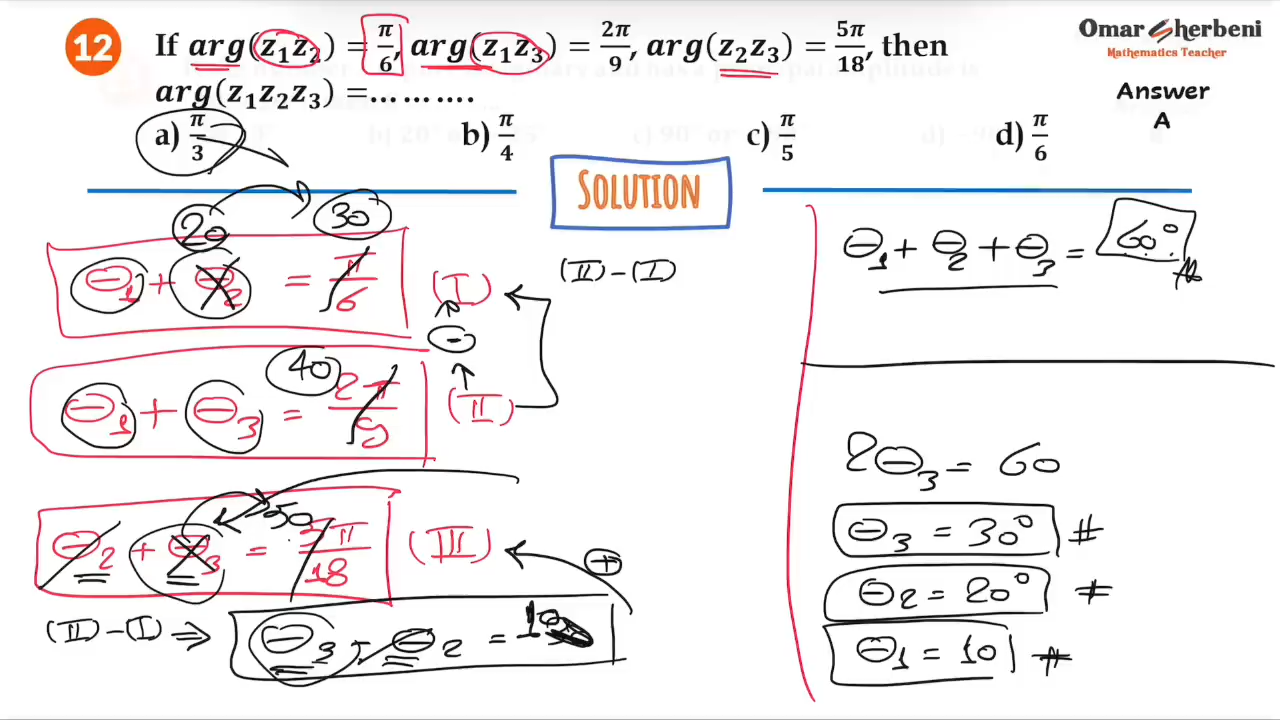 12 If arg(z₁z₂) = π/6, arg(z₁z₃) = 2π/9, arg(z₂z₃) = 5π/18, then
arg(z₁z₂z₃) =..........
a) π/3 b) π/4 c) π/5 d) π/6
Omar Sherbeni
Mathematics Teacher
Answer
A
SOLUTION
20 30
θ₁ + θ₂ = π/6 (I)
(II) - (I)
-
40
θ₁ + θ₃ = 2π/9 (II)
50
θ₂ + θ₃ = 5π/18 (III)
+
(II) - (I) ⇒ θ₃ - θ₂ = 10
θ₁ + θ₂ + θ₃ = 60° #
2θ₃ = 60
θ₃ = 30° #
θ₂ = 20° #
θ₁ = 10 #